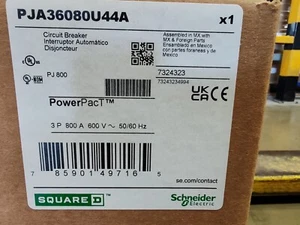 PJA36080U44A x1
Circuit Breaker
Interruptor Automático
Disjoncteur
Assembled in MX with
MX & Foreign Parts
Ensamblado en Mexico
con partes foraneas y de
Mexico
PJ 800
7324323
73243234994
PowerPacT™
UK
CA
CE
3 P 800 A 600 V ~ 50/60 Hz
7 85901 49716 5
se.com/contact
SQUARE D
Schneider
Electric